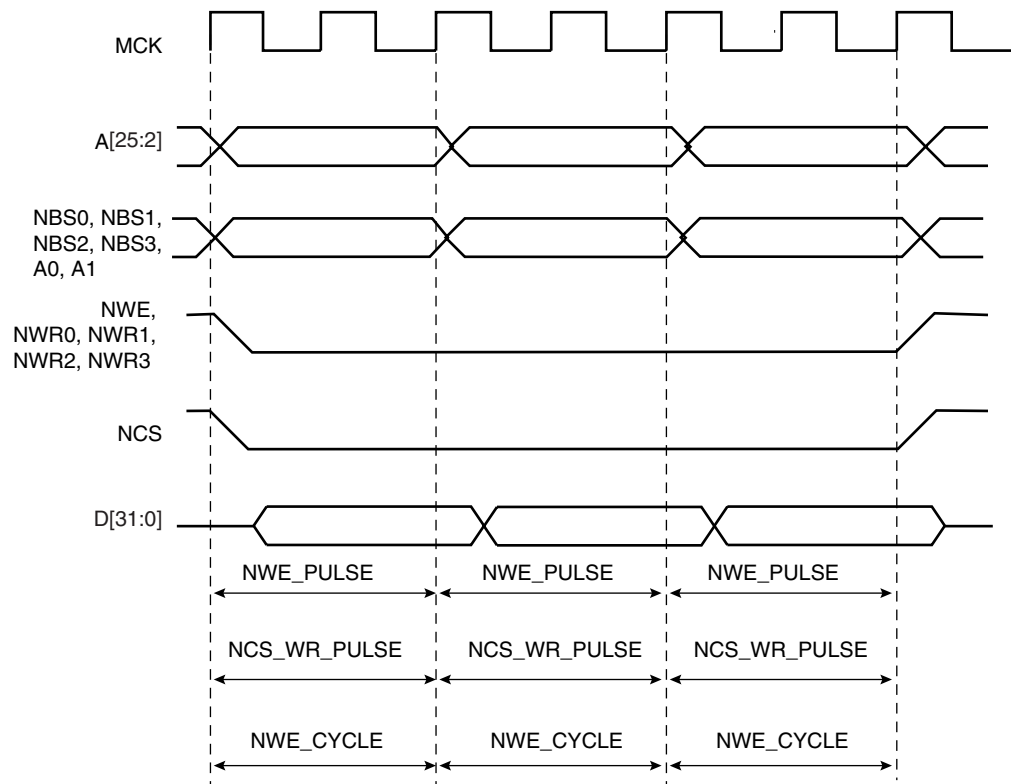 MCK
A[25:2]
NBS0, NBS1,
NBS2, NBS3,
A0, A1
NWE,
NWR0, NWR1,
NWR2, NWR3
NCS
D[31:0]
NWE_PULSE NWE_PULSE NWE_PULSE
NCS_WR_PULSE NCS_WR_PULSE NCS_WR_PULSE
NWE_CYCLE NWE_CYCLE NWE_CYCLE